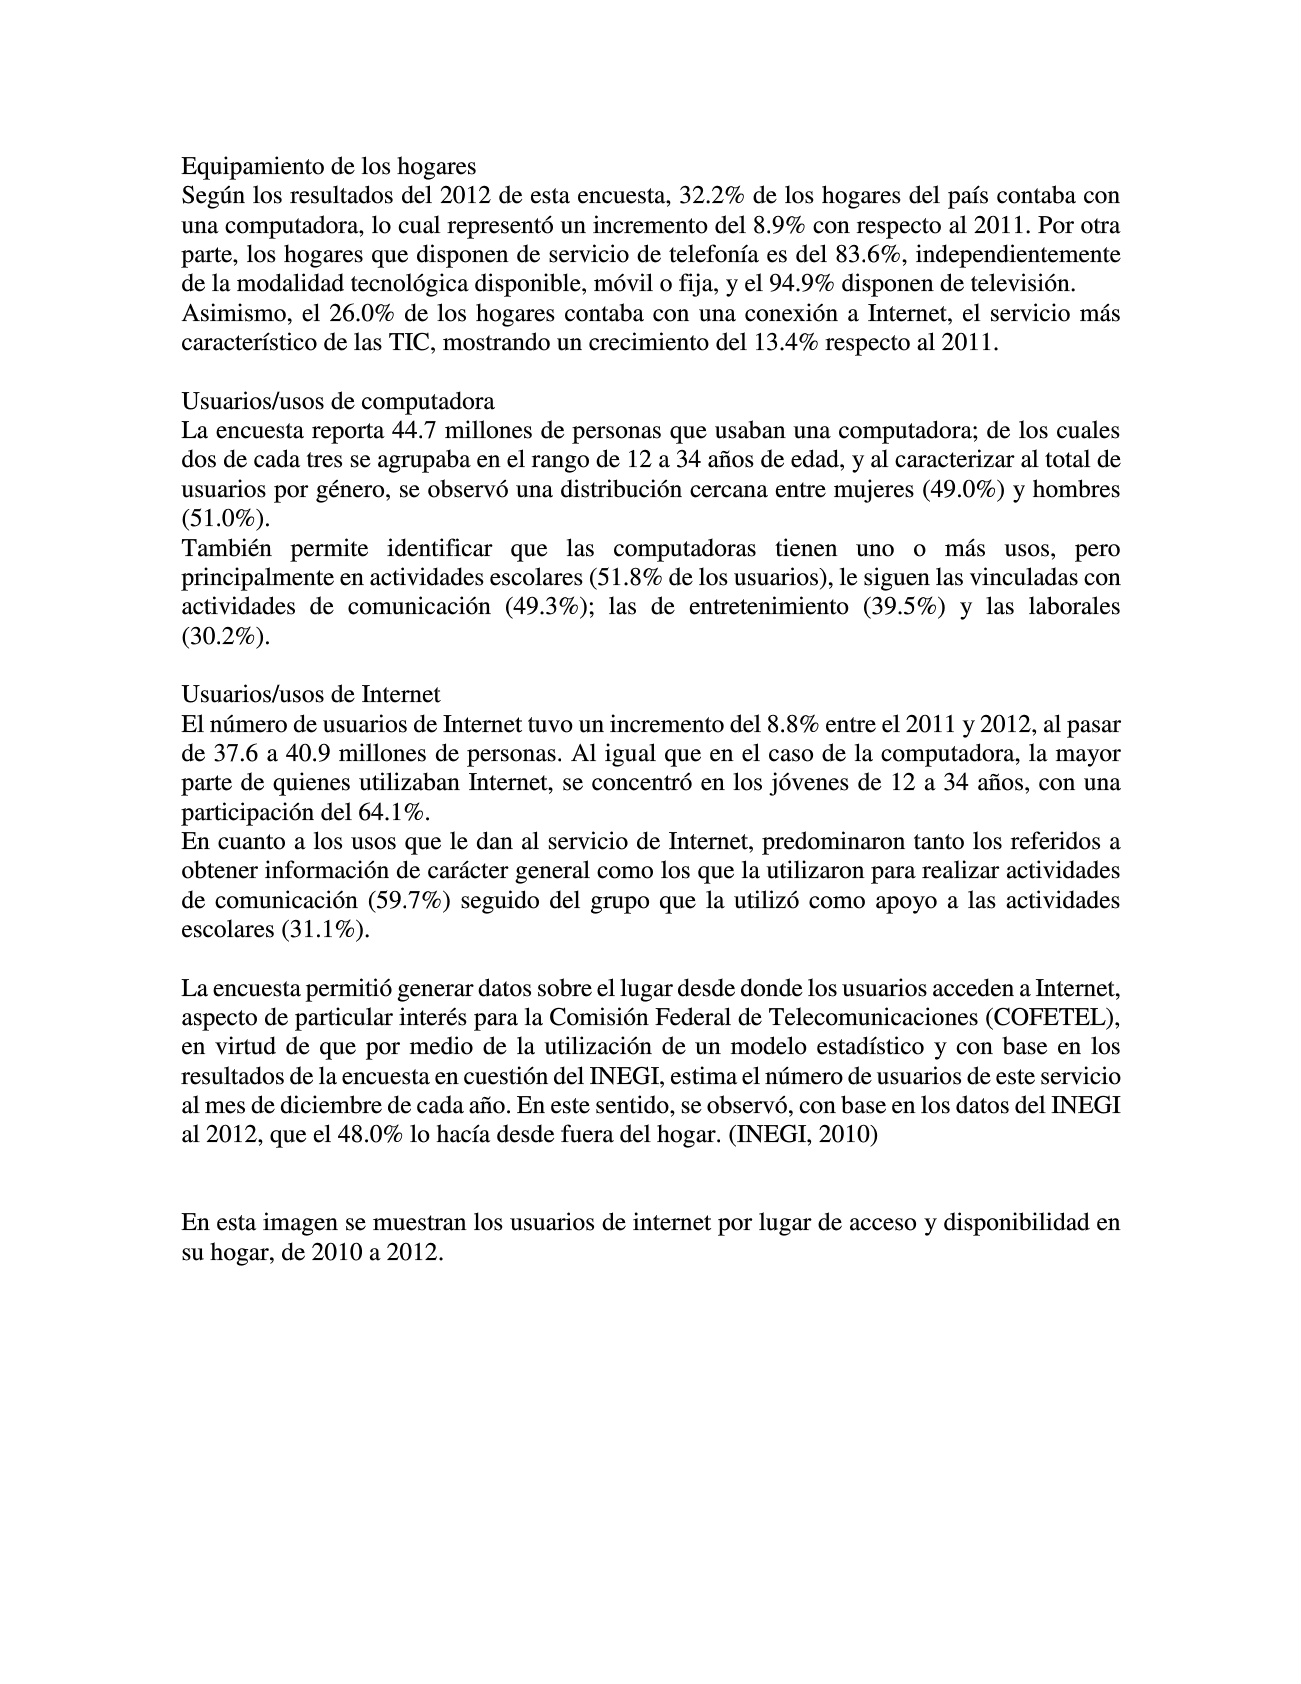 Equipamiento de los hogares
Según los resultados del 2012 de esta encuesta, 32.2% de los hogares del país contaba con
una computadora, lo cual representó un incremento del 8.9% con respecto al 2011. Por otra
parte, los hogares que disponen de servicio de telefonía es del 83.6%, independientemente
de la modalidad tecnológica disponible, móvil o fija, y el 94.9% disponen de televisión.
Asimismo, el 26.0% de los hogares contaba con una conexión a Internet, el servicio más
característico de las TIC, mostrando un crecimiento del 13.4% respecto al 2011.
Usuarios/usos de computadora
La encuesta reporta 44.7 millones de personas que usaban una computadora; de los cuales
dos de cada tres se agrupaba en el rango de 12 a 34 años de edad, y al caracterizar al total de
usuarios por género, se observó una distribución cercana entre mujeres (49.0%) y hombres
(51.0%).
También permite identificar que las computadoras tienen uno o más usos, pero
principalmente en actividades escolares (51.8% de los usuarios), le siguen las vinculadas con
actividades de comunicación (49.3%); las de entretenimiento (39.5%) y las laborales
(30.2%).
Usuarios/usos de Internet
El número de usuarios de Internet tuvo un incremento del 8.8% entre el 2011 y 2012, al pasar
de 37.6 a 40.9 millones de personas. Al igual que en el caso de la computadora, la mayor
parte de quienes utilizaban Internet, se concentró en los jóvenes de 12 a 34 años, con una
participación del 64.1%.
En cuanto a los usos que le dan al servicio de Internet, predominaron tanto los referidos a
obtener información de carácter general como los que la utilizaron para realizar actividades
de comunicación (59.7%) seguido del grupo que la utilizó como apoyo a las actividades
escolares (31.1%).
La encuesta permitió generar datos sobre el lugar desde donde los usuarios acceden a Internet,
aspecto de particular interés para la Comisión Federal de Telecomunicaciones (COFETEL),
en virtud de que por medio de la utilización de un modelo estadístico y con base en los
resultados de la encuesta en cuestión del INEGI, estima el número de usuarios de este servicio
al mes de diciembre de cada año. En este sentido, se observó, con base en los datos del INEGI
al 2012, que el 48.0% lo hacía desde fuera del hogar. (INEGI, 2010)
En esta imagen se muestran los usuarios de internet por lugar de acceso y disponibilidad en
su hogar, de 2010 a 2012.